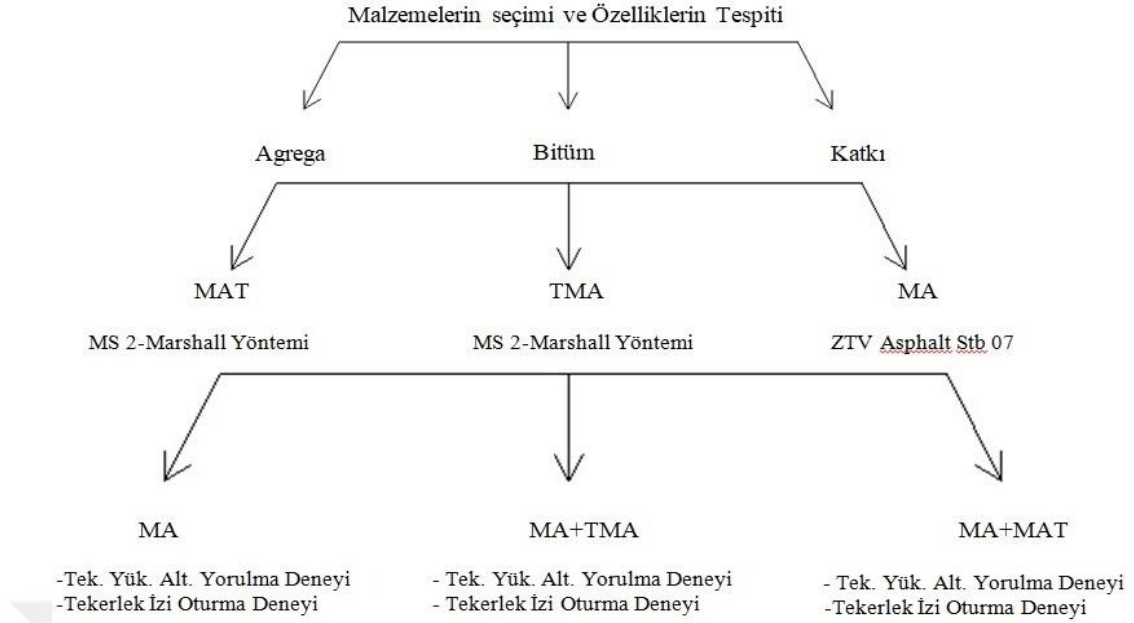 Malzemelerin seçimi ve Özelliklerin Tespiti
Agrega Bitüm Katkı
MAT TMA MA
MS 2-Marshall Yöntemi MS 2-Marshall Yöntemi ZTV Asphalt Stb 07
MA MA+TMA MA+MAT
-Tek. Yük. Alt. Yorulma Deneyi - Tek. Yük. Alt. Yorulma Deneyi - Tek. Yük. Alt. Yorulma Deneyi
-Tekerlek İzi Oturma Deneyi - Tekerlek İzi Oturma Deneyi -Tekerlek İzi Oturma Deneyi